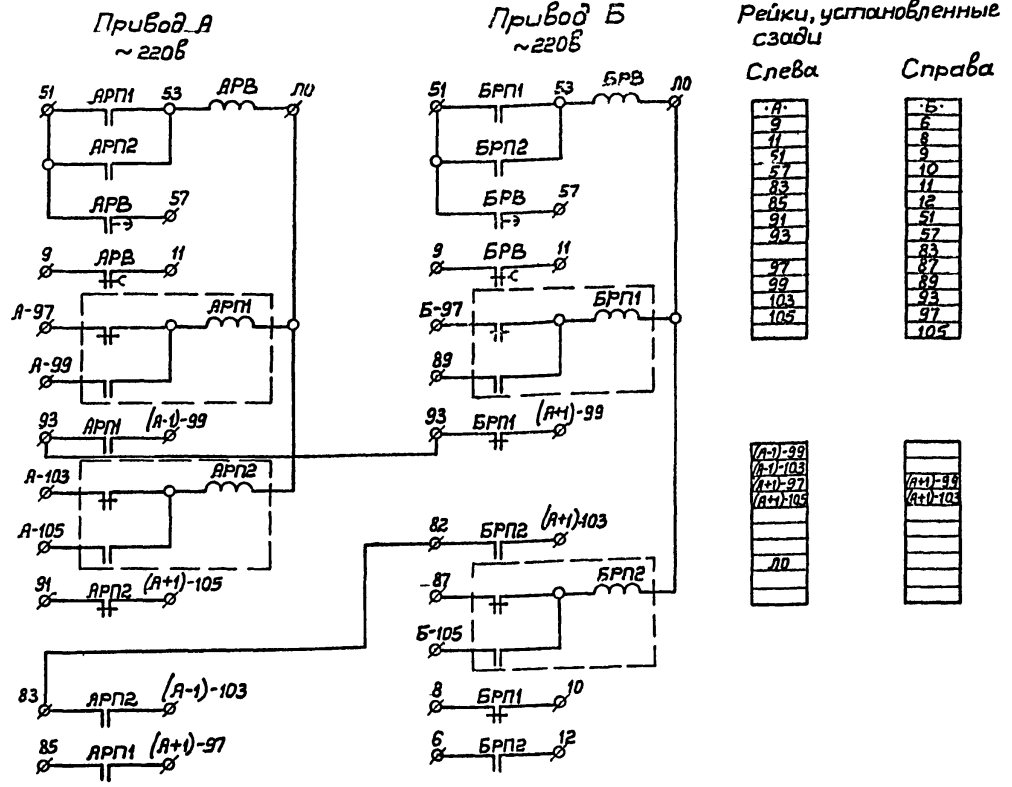 Привод А
~220в
51
АРП1
53
АРВ
Л0
АРП2
АРВ
57
9
АРВ
11
А-97
АРП1
А-99
93
АРП1
(А-1)-99
А-103
АРП2
А-105
91
АРП2
(А+1)-105
83
АРП2
(А-1)-103
85
АРП1
(А+1)-97
Привод Б
~220в
51
БРП1
53
БРВ
Л0
БРП2
БРВ
57
9
БРВ
11
Б-97
БРП1
89
93
БРП1
(А+1)-99
82
БРП2
(А+1)-103
87
БРП2
Б-105
8
БРП1
10
6
БРП2
12
Рейки, установленные
сзади
Слева
·А·
9
11
51
57
83
85
91
93
97
99
103
105
(А-1)-99
(А-1)-103
(А+1)-97
(А+1)-105
Л0
Справа
·Б·
6
8
9
10
11
12
51
57
83
87
89
93
97
105
(А+1)-99
(А+1)-103